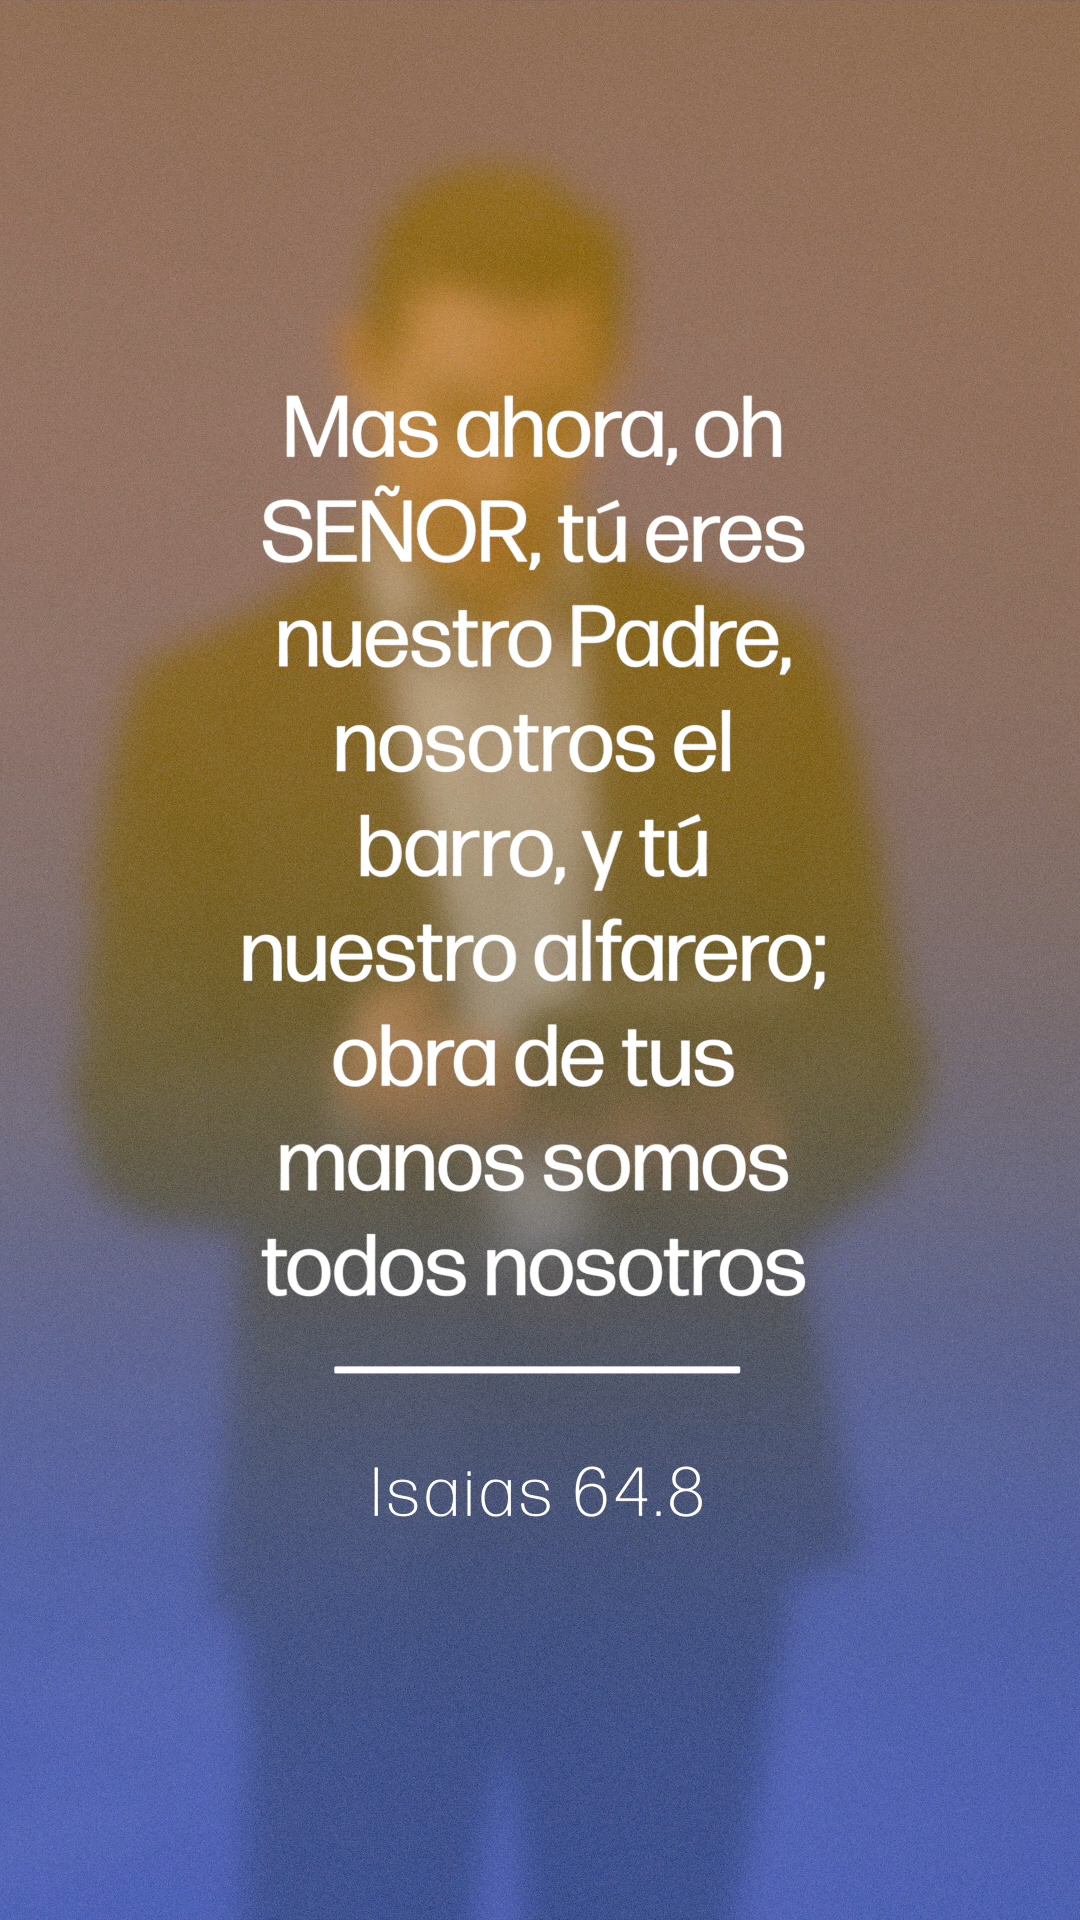 Mas ahora, oh
SEÑOR, tú eres
nuestro Padre,
nosotros el
barro, y tú
nuestro alfarero;
obra de tus
manos somos
todos nosotros
Isaias 64.8